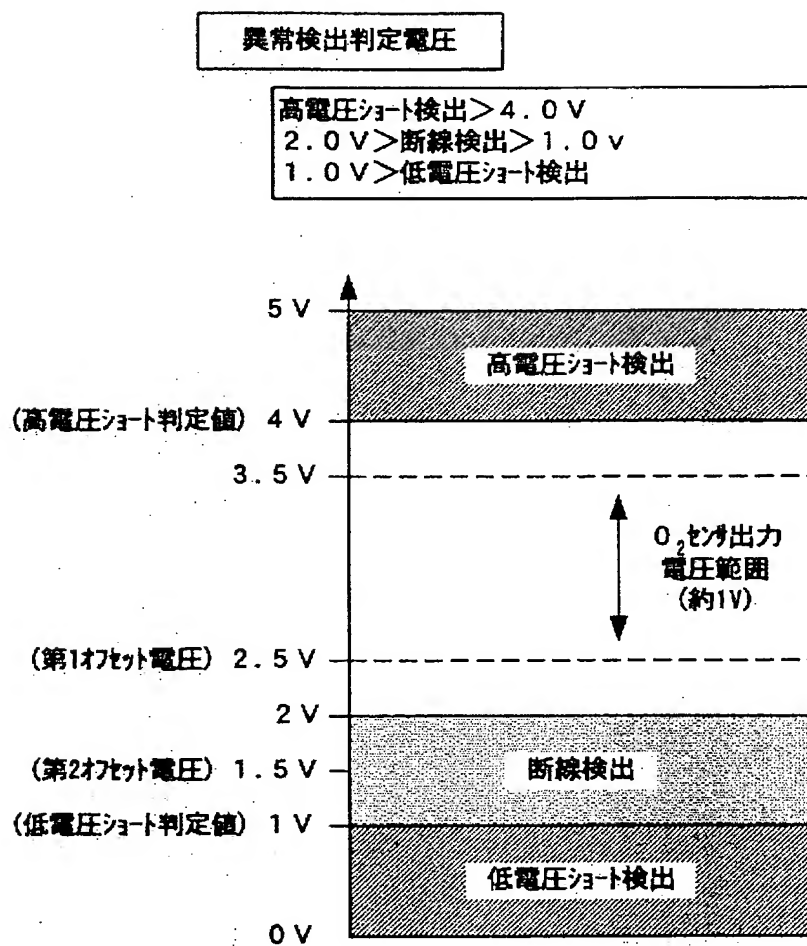 異常検出判定電圧
高電圧ｼｮｰﾄ検出＞４．０Ｖ
２．０Ｖ＞断線検出＞１．０ｖ
１．０Ｖ＞低電圧ｼｮｰﾄ検出
５Ｖ
高電圧ｼｮｰﾄ検出
(高電圧ｼｮｰﾄ判定値) ４Ｖ
３．５Ｖ
Ｏ₂ｾﾝｻ出力
電圧範囲
(約1V)
(第1ｵﾌｾｯﾄ電圧) ２．５Ｖ
２Ｖ
(第2ｵﾌｾｯﾄ電圧) １．５Ｖ
断線検出
(低電圧ｼｮｰﾄ判定値) １Ｖ
低電圧ｼｮｰﾄ検出
０Ｖ